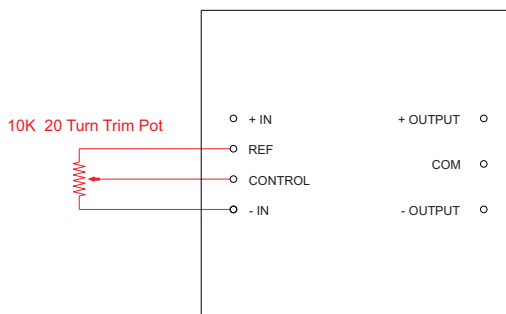 10K 20 Turn Trim Pot
+ IN
REF
CONTROL
- IN
+ OUTPUT
COM
- OUTPUT